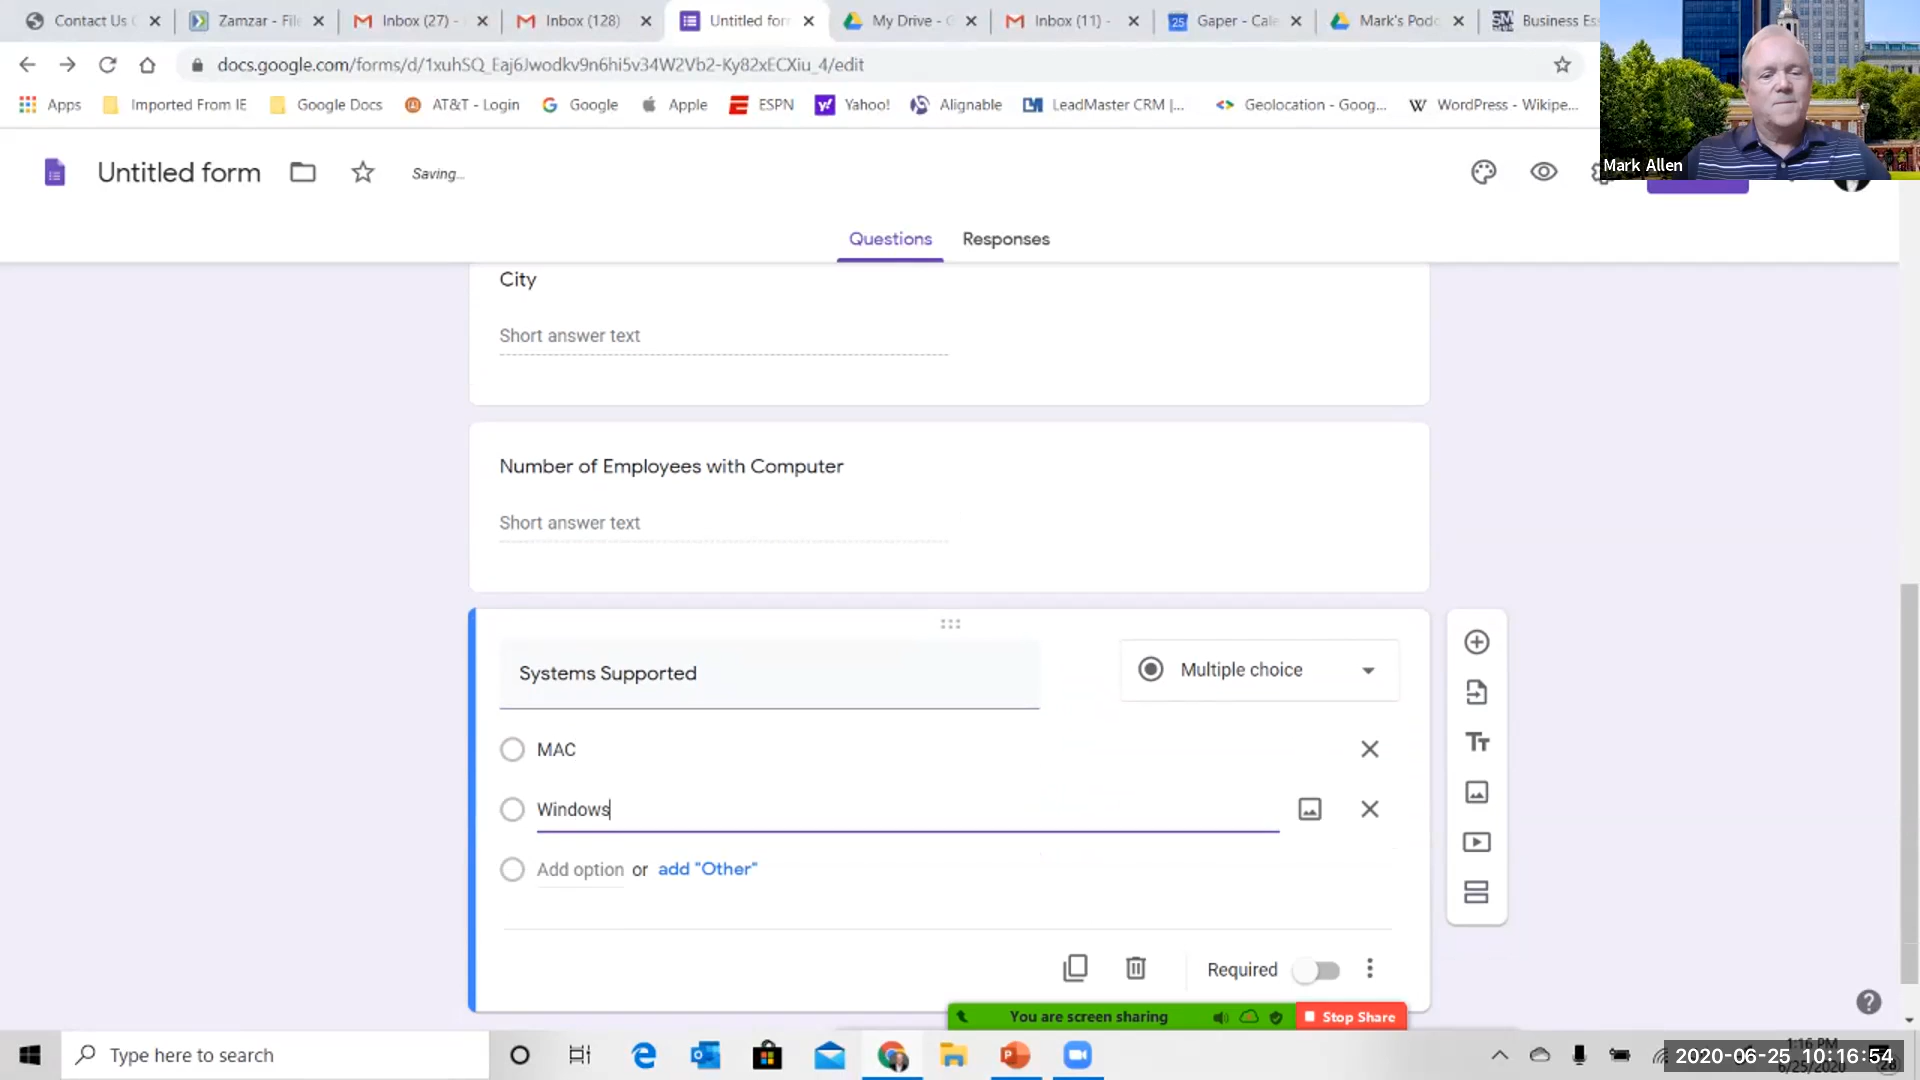 Contact Us
Zamzar - File
Inbox (27) -
Inbox (128)
Untitled for
My Drive - G
Inbox (11) -
25
Gaper - Cale
Mark's Pod
Business Es
docs.google.com/forms/d/1xuhSQ_Eaj6Jwodkv9n6hi5v34W2Vb2-Ky82xECXiu_4/edit
Apps
Imported From IE
Google Docs
AT&T - Login
Google
Apple
ESPN
Yahoo!
Alignable
LeadMaster CRM |...
Geolocation - Goog...
WordPress - Wikipe...
Mark Allen
Untitled form
Saving...
Questions
Responses
City
Short answer text
Number of Employees with Computer
Short answer text
Systems Supported
Multiple choice
MAC
Windows
Add option or add "Other"
Required
You are screen sharing
Stop Share
Type here to search
2020-06-25 10:16:54